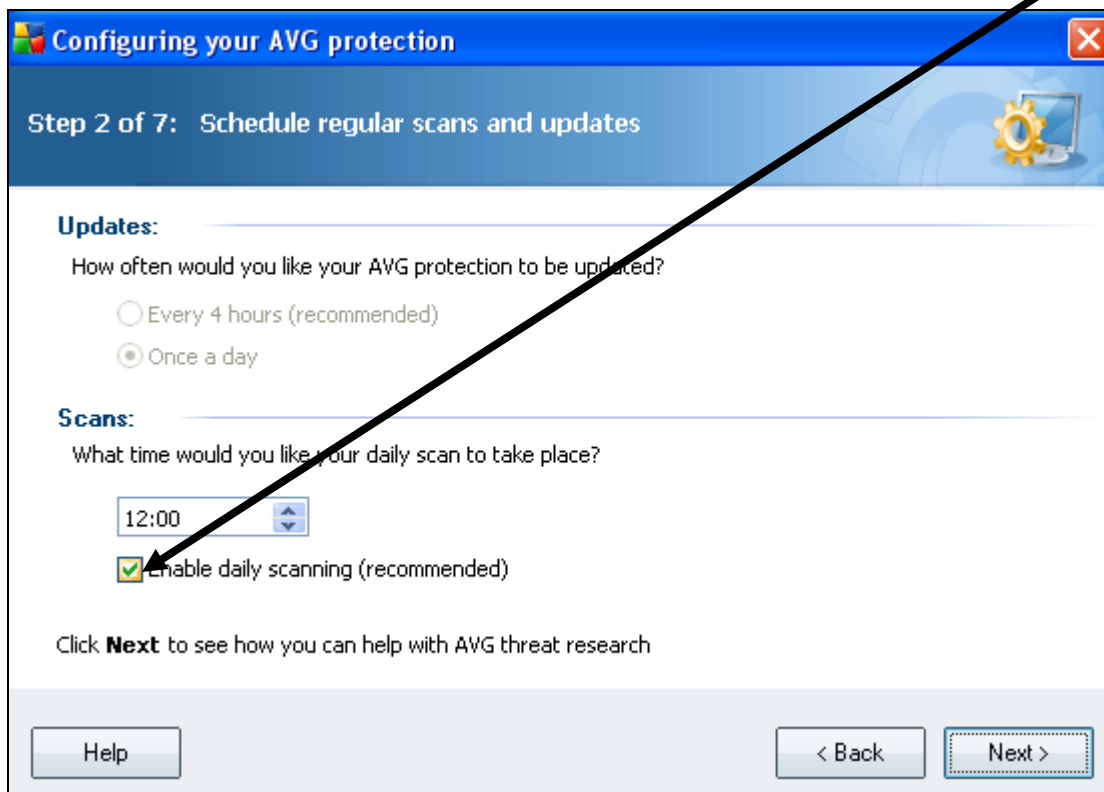 Configuring your AVG protection
Step 2 of 7: Schedule regular scans and updates
Updates:
How often would you like your AVG protection to be updated?
Every 4 hours (recommended)
Once a day
Scans:
What time would you like your daily scan to take place?
12:00
Enable daily scanning (recommended)
Click Next to see how you can help with AVG threat research
Help
< Back
Next >